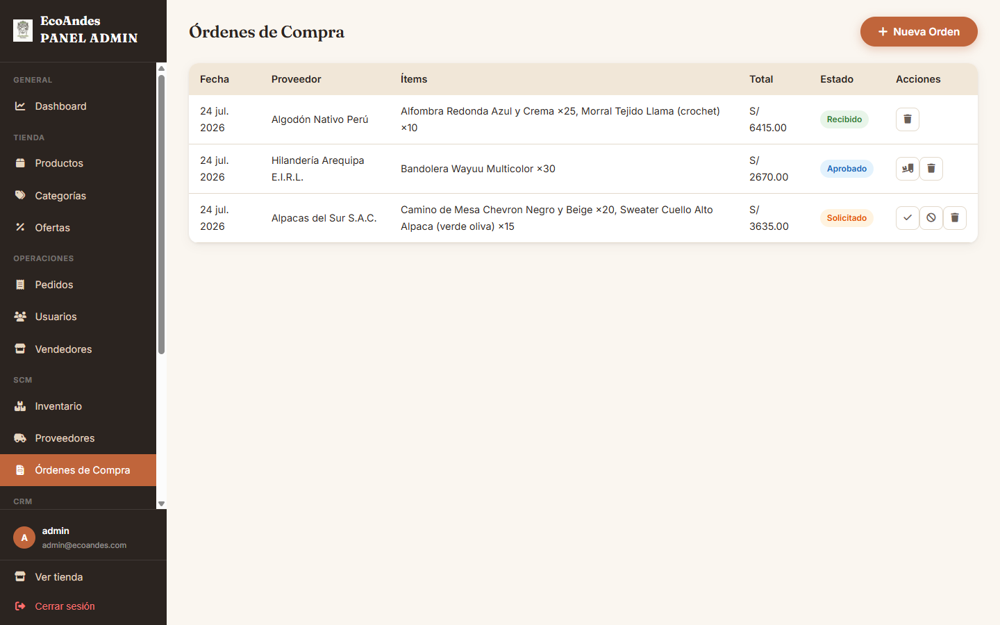 EcoAndes
PANEL ADMIN
GENERAL
Dashboard
TIENDA
Productos
Categorías
Ofertas
OPERACIONES
Pedidos
Usuarios
Vendedores
SCM
Inventario
Proveedores
Órdenes de Compra
CRM
A
admin
admin@ecoandes.com
Ver tienda
Cerrar sesión
Órdenes de Compra
+ Nueva Orden
Fecha Proveedor Ítems Total Estado Acciones
24 jul. 2026 Algodón Nativo Perú Alfombra Redonda Azul y Crema ×25, Morral Tejido Llama (crochet) ×10 S/ 6415.00 Recibido
24 jul. 2026 Hilandería Arequipa E.I.R.L. Bandolera Wayuu Multicolor ×30 S/ 2670.00 Aprobado
24 jul. 2026 Alpacas del Sur S.A.C. Camino de Mesa Chevron Negro y Beige ×20, Sweater Cuello Alto Alpaca (verde oliva) ×15 S/ 3635.00 Solicitado